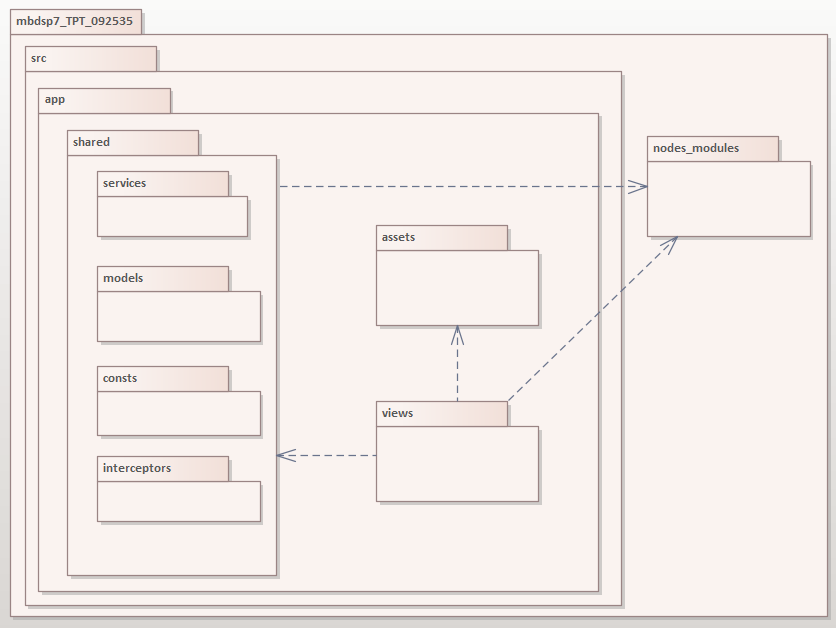 mbdsp7_TPT_092535
src
app
shared
services
nodes_modules
assets
models
consts
views
interceptors